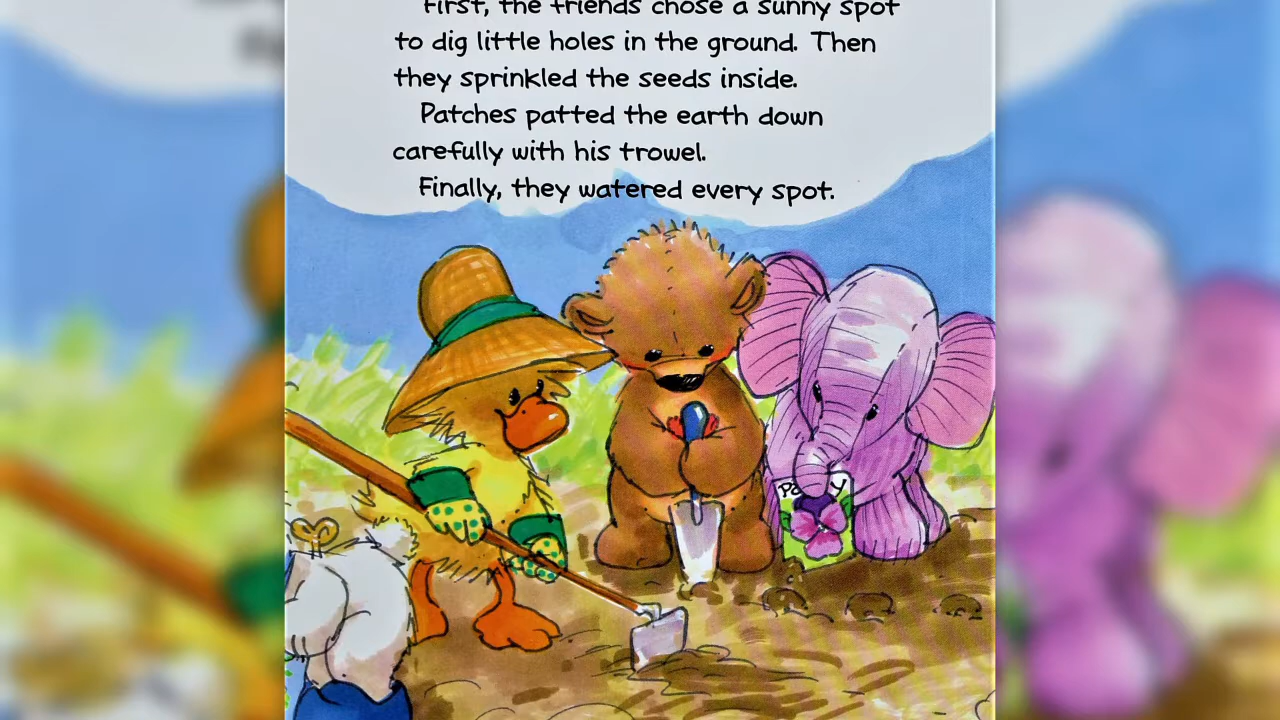 First, the friends chose a sunny spot
to dig little holes in the ground. Then
they sprinkled the seeds inside.
Patches patted the earth down
carefully with his trowel.
Finally, they watered every spot.